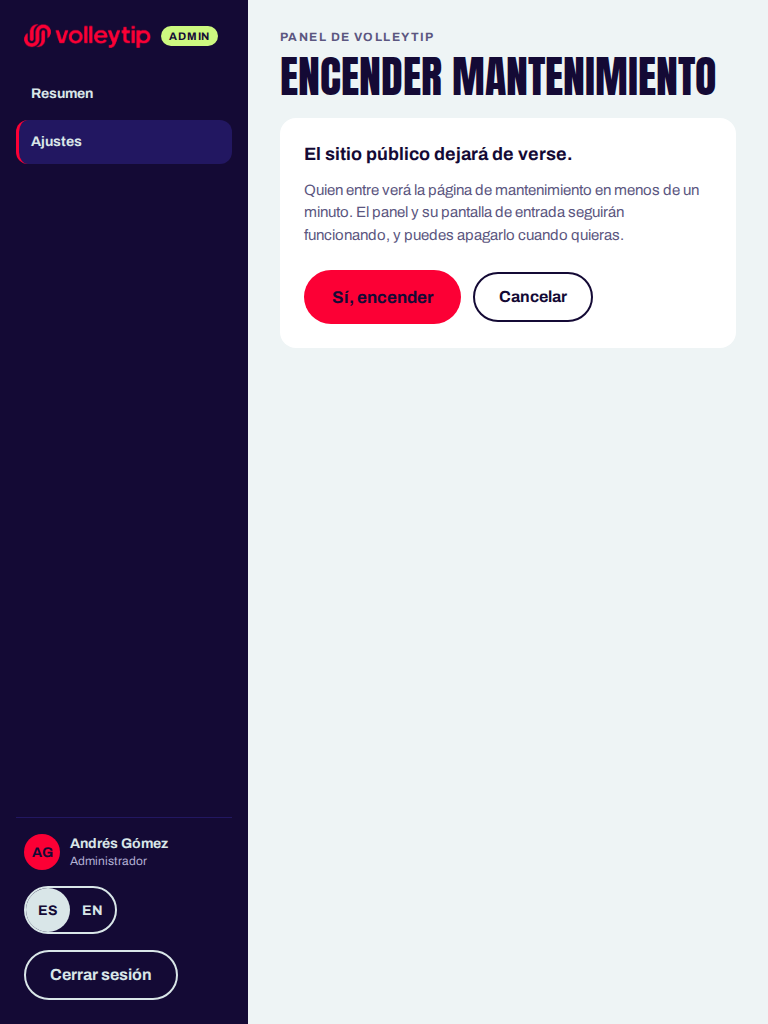 volleytip ADMIN
Resumen
Ajustes
AG Andrés Gómez
Administrador
ES EN
Cerrar sesión
PANEL DE VOLLEYTIP
ENCENDER MANTENIMIENTO
El sitio público dejará de verse.
Quien entre verá la página de mantenimiento en menos de un
minuto. El panel y su pantalla de entrada seguirán
funcionando, y puedes apagarlo cuando quieras.
Sí, encender Cancelar